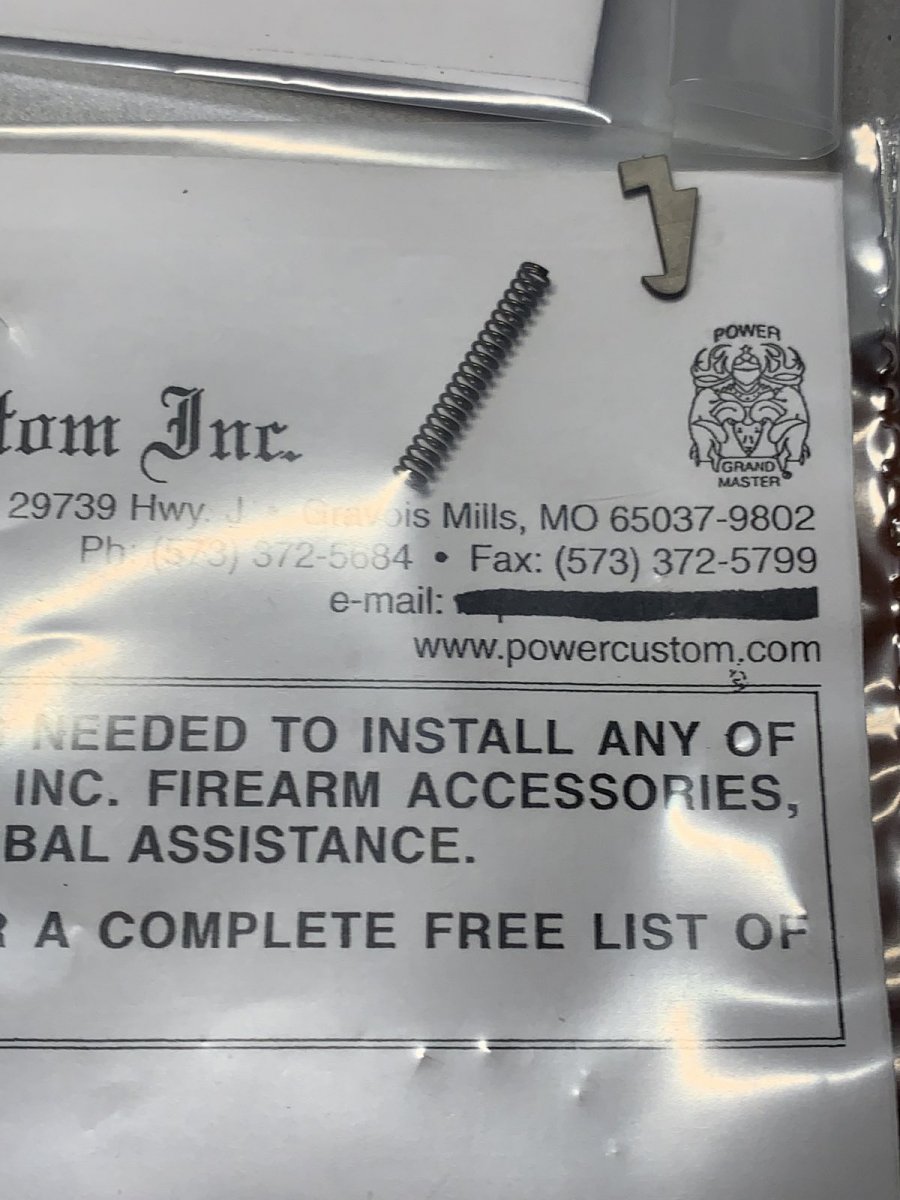 POWER
GRAND
MASTER
tom Inc.
29739 Hwy. J • Gravois Mills, MO 65037-9802
Ph: (573) 372-5684 • Fax: (573) 372-5799
e-mail:
www.powercustom.com
NEEDED TO INSTALL ANY OF
INC. FIREARM ACCESSORIES,
BAL ASSISTANCE.
R A COMPLETE FREE LIST OF